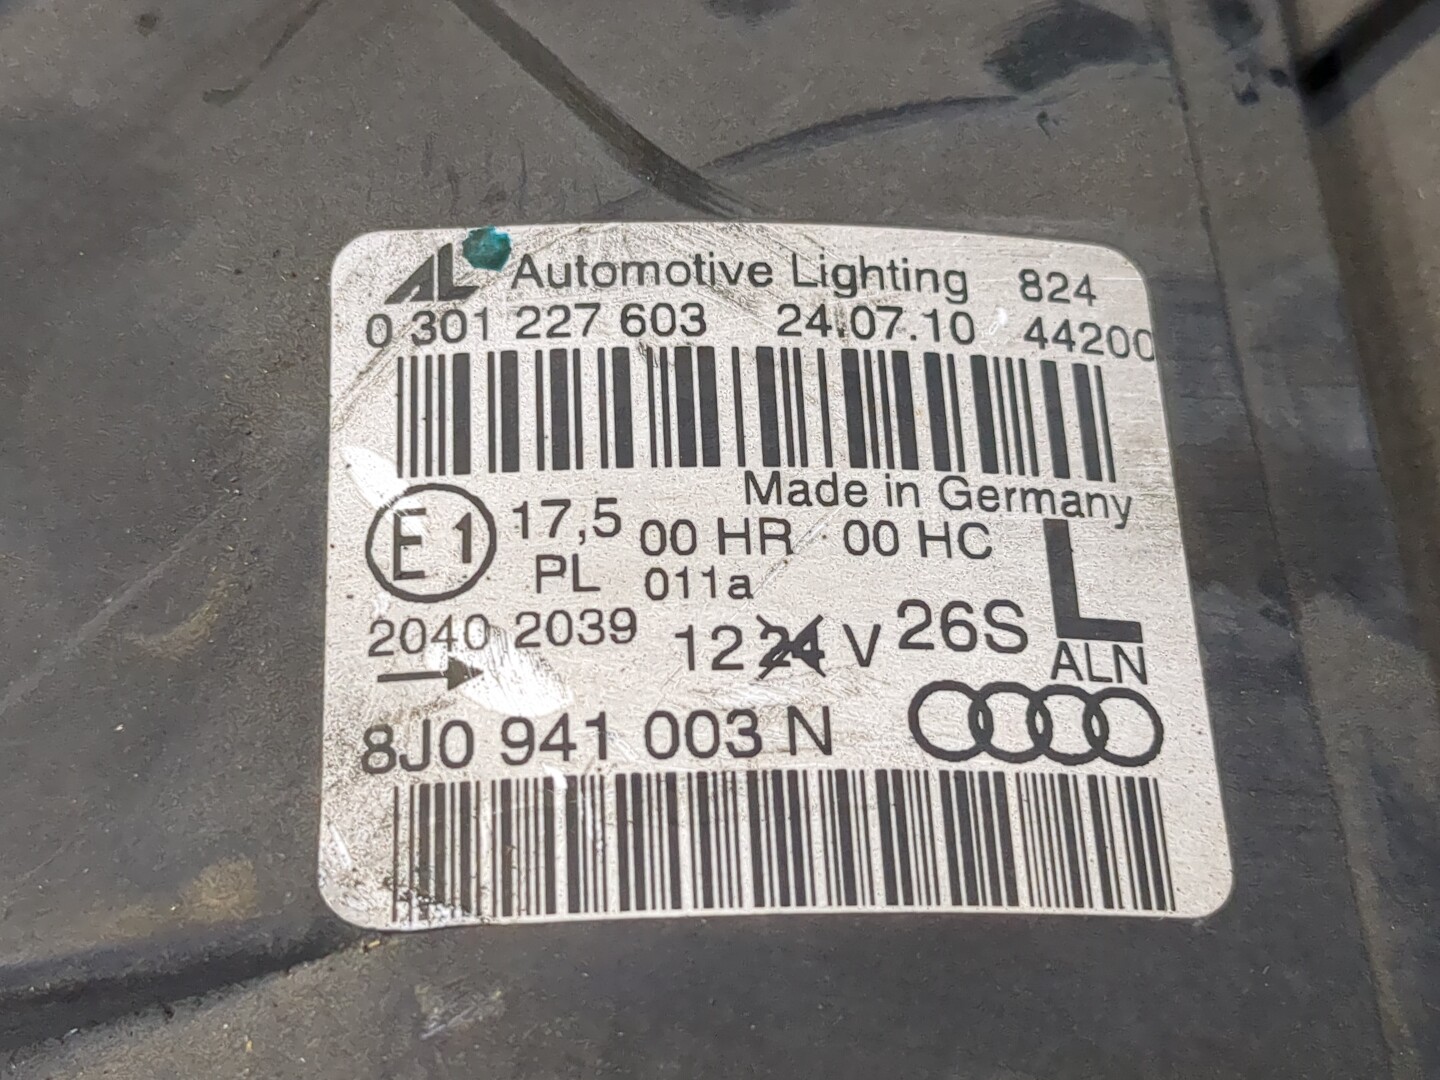 AL Automotive Lighting 824
0 301 227 603 24.07.10 44200
Made in Germany
E1 17,5 00 HR 00 HC L
PL 011a
2040 2039 12 24 V 26S ALN
8J0 941 003 N